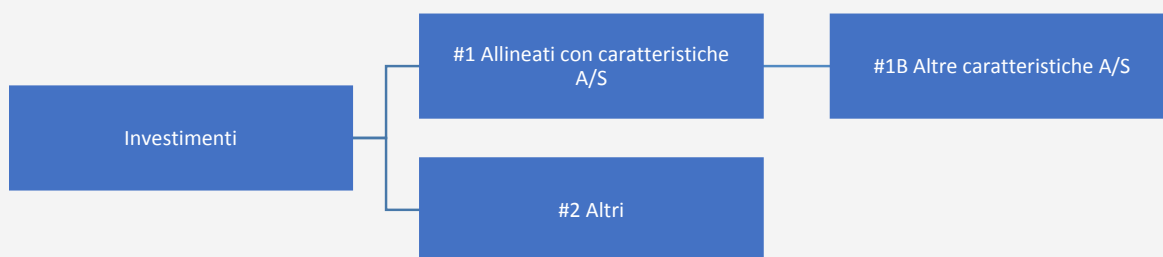 Investimenti
#1 Allineati con caratteristiche
A/S
#1B Altre caratteristiche A/S
#2 Altri